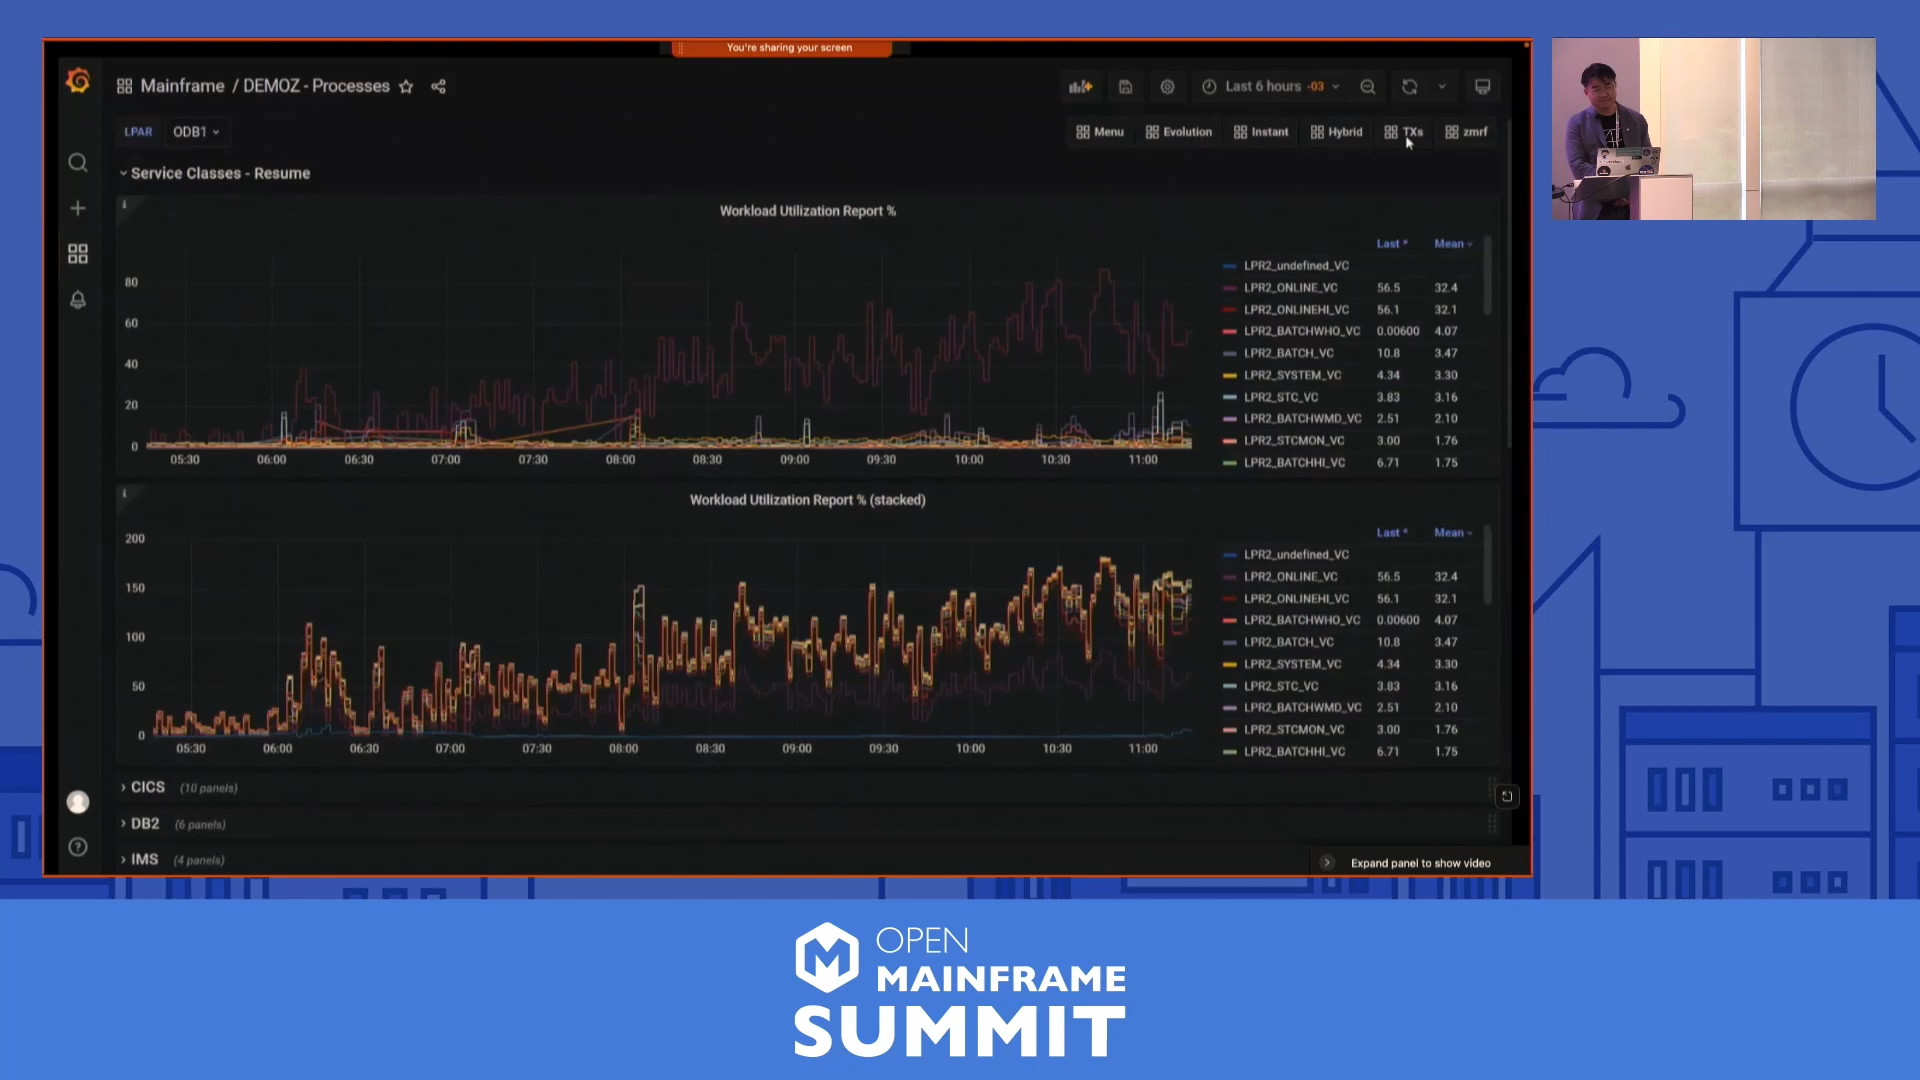 You're sharing your screen
Mainframe / DEMOZ - Processes
Last 6 hours -03
LPAR ODB1
Menu Evolution Instant Hybrid TXs zmrf
Service Classes - Resume
Workload Utilization Report %
Last * Mean
LPR2_undefined_VC
LPR2_ONLINE_VC 56.5 32.4
LPR2_ONLINEHI_VC 56.1 32.1
LPR2_BATCHWHO_VC 0.00600 4.07
LPR2_BATCH_VC 10.8 3.47
LPR2_SYSTEM_VC 4.34 3.30
LPR2_STC_VC 3.83 3.16
LPR2_BATCHWMD_VC 2.51 2.10
LPR2_STCMON_VC 3.00 1.76
LPR2_BATCHHI_VC 6.71 1.75
80
60
40
20
0
05:30 06:00 06:30 07:00 07:30 08:00 08:30 09:00 09:30 10:00 10:30 11:00
Workload Utilization Report % (stacked)
Last * Mean
LPR2_undefined_VC
LPR2_ONLINE_VC 56.5 32.4
LPR2_ONLINEHI_VC 56.1 32.1
LPR2_BATCHWHO_VC 0.00600 4.07
LPR2_BATCH_VC 10.8 3.47
LPR2_SYSTEM_VC 4.34 3.30
LPR2_STC_VC 3.83 3.16
LPR2_BATCHWMD_VC 2.51 2.10
LPR2_STCMON_VC 3.00 1.76
LPR2_BATCHHI_VC 6.71 1.75
200
150
100
50
0
05:30 06:00 06:30 07:00 07:30 08:00 08:30 09:00 09:30 10:00 10:30 11:00
CICS (10 panels)
DB2 (6 panels)
IMS (4 panels)
Expand panel to show video
OPEN
MAINFRAME
SUMMIT